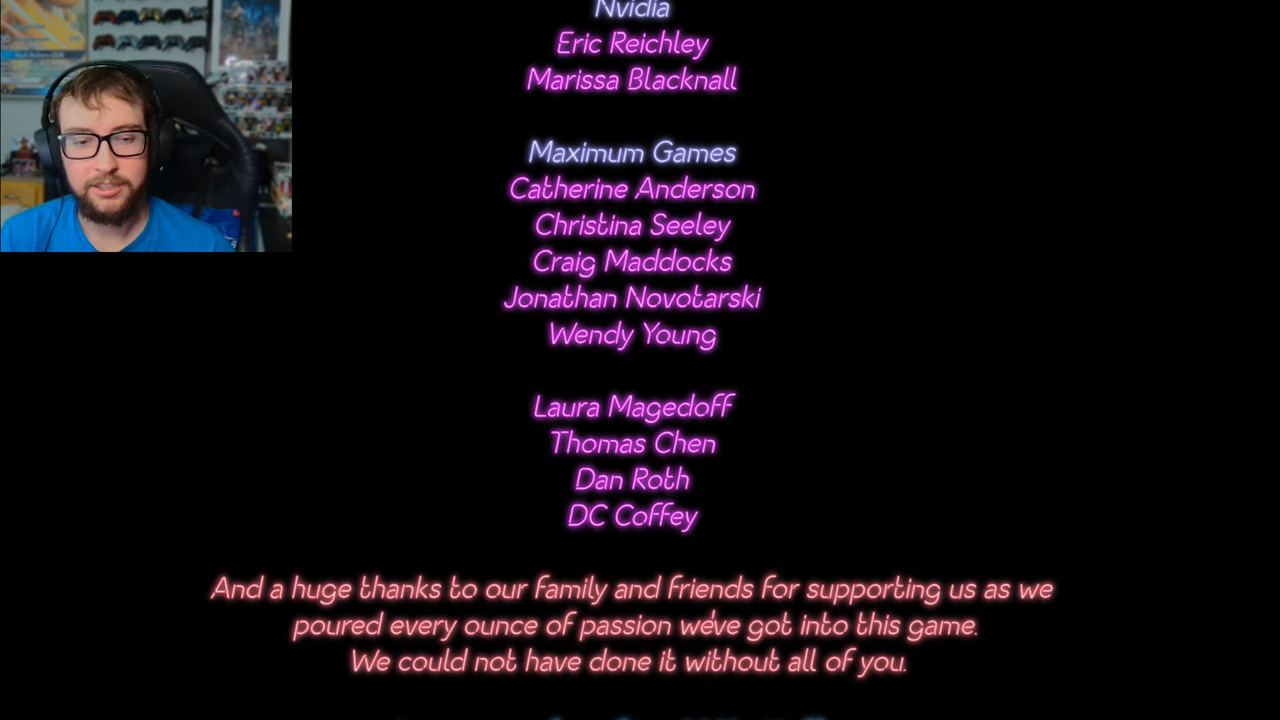 Nvidia
Eric Reichley
Marissa Blacknall
Maximum Games
Catherine Anderson
Christina Seeley
Craig Maddocks
Jonathan Novotarski
Wendy Young
Laura Magedoff
Thomas Chen
Dan Roth
DC Coffey
And a huge thanks to our family and friends for supporting us as we
poured every ounce of passion we've got into this game.
We could not have done it without all of you.